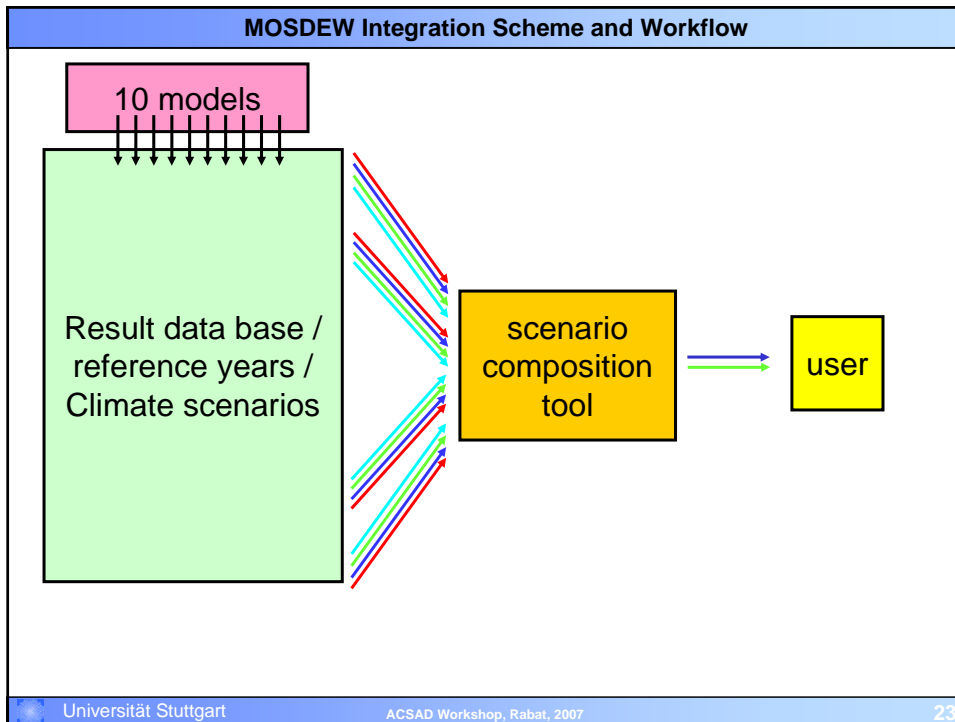 MOSDEW Integration Scheme and Workflow
10 models
Result data base /
reference years /
Climate scenarios
scenario
composition
tool
user
Universität Stuttgart
ACSAD Workshop, Rabat, 2007
23